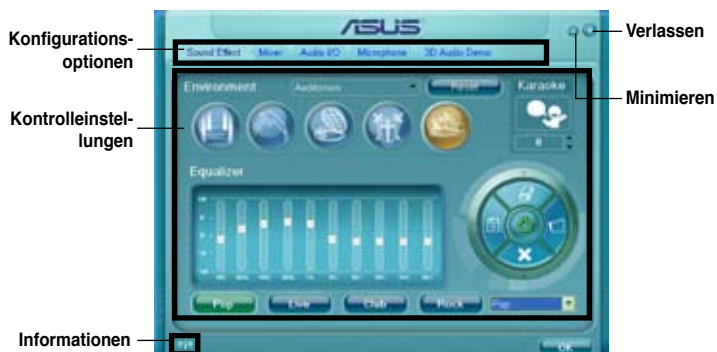 ASUS
Verlassen
Konfigurations-
optionen
Sound Effect Mixer Audio I/O Microphone 3D Audio Demo
Minimieren
Environment Auditorium Reset Karaoke
0
Kontrolleinstel-
lungen
Equalizer
Pop Live Club Rock Pop
Informationen
OK